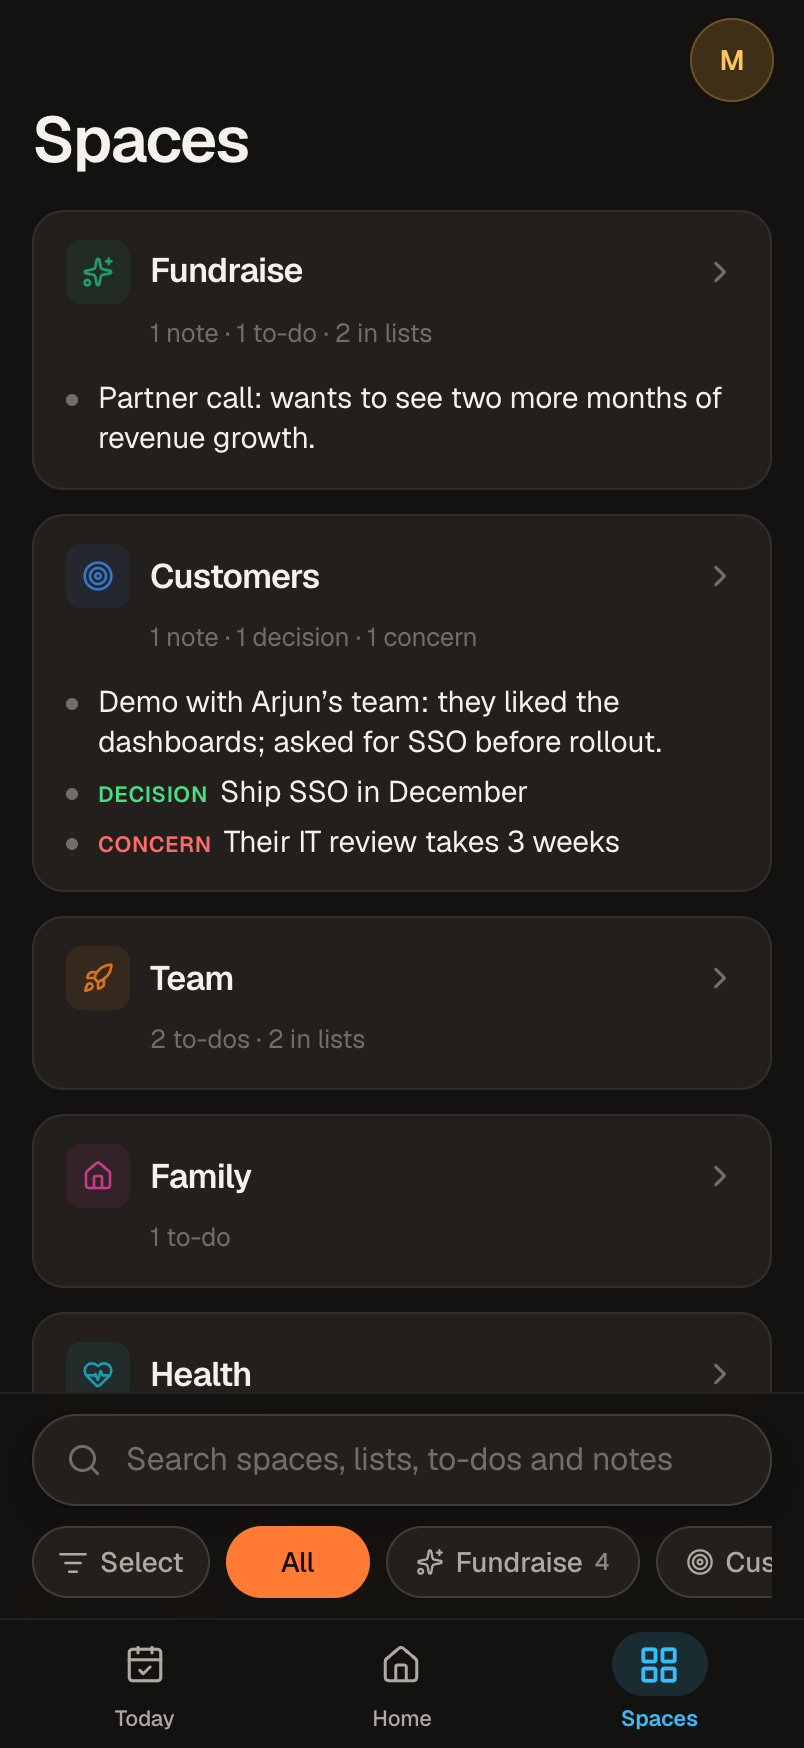 M
Spaces
Fundraise
1 note · 1 to-do · 2 in lists
Partner call: wants to see two more months of
revenue growth.
Customers
1 note · 1 decision · 1 concern
Demo with Arjun’s team: they liked the
dashboards; asked for SSO before rollout.
DECISION Ship SSO in December
CONCERN Their IT review takes 3 weeks
Team
2 to-dos · 2 in lists
Family
1 to-do
Health
Search spaces, lists, to-dos and notes
Select All Fundraise 4 Cus
Today Home Spaces